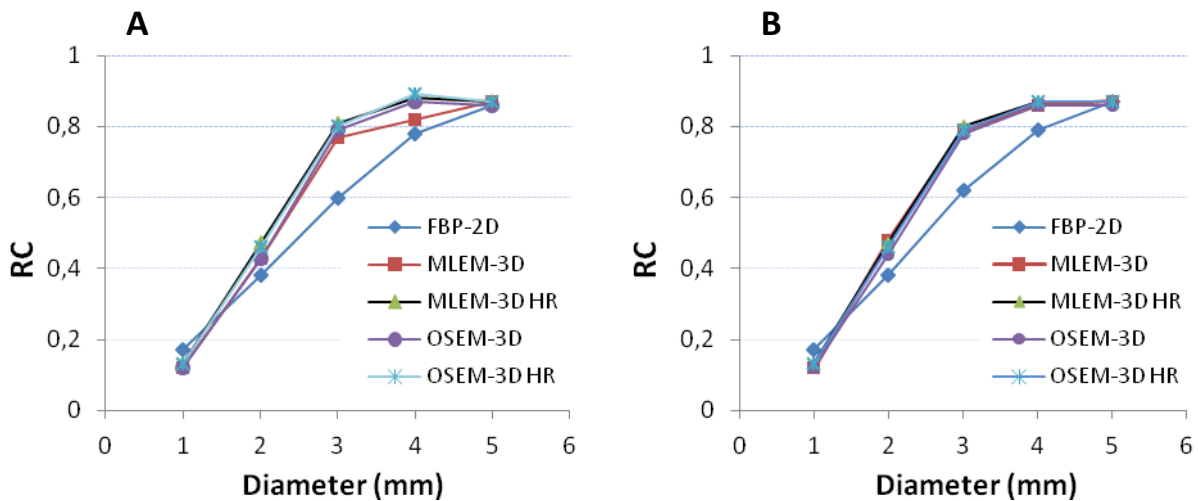 A
1
0,8
0,6
0,4
0,2
0
RC
0 1 2 3 4 5 6
Diameter (mm)
FBP-2D
MLEM-3D
MLEM-3D HR
OSEM-3D
OSEM-3D HR
B
1
0,8
0,6
0,4
0,2
0
RC
0 1 2 3 4 5 6
Diameter (mm)
FBP-2D
MLEM-3D
MLEM-3D HR
OSEM-3D
OSEM-3D HR